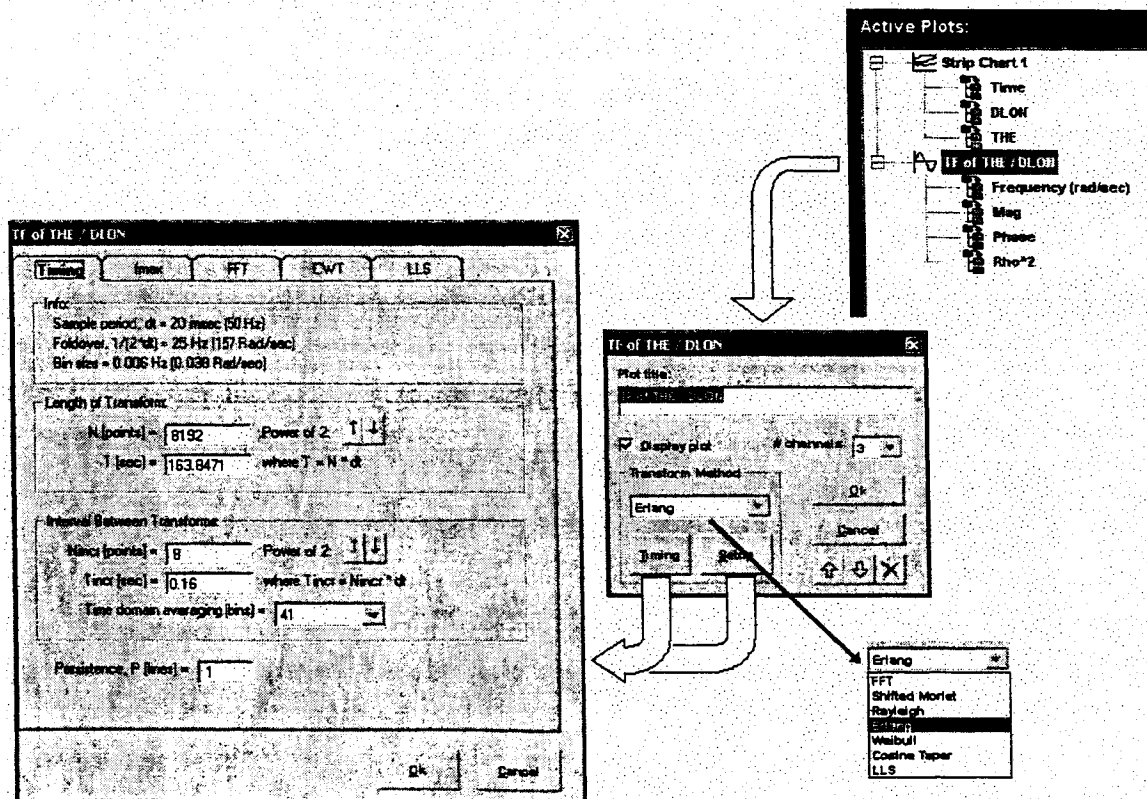 Active Plots:
Strip Chart 1
Time
DLON
THE
TF of THE / DLON
Frequency (rad/sec)
Mag
Phase
Rho^2
TF of THE / DLON
Timing fmax FFT CWT LLS
Info:
Sample period, dt = 20 msec (50 Hz)
Foldover, 1/(2*dt) = 25 Hz (157 Rad/sec)
Bin size = 0.006 Hz (0.038 Rad/sec)
Length of Transform:
N [points] = 8192 Power of 2:
T [sec] = 163.8471 where T = N * dt
Interval Between Transforms:
Nincr [points] = 8 Power of 2:
Tincr [sec] = 0.16 where Tincr = Nincr * dt
Time domain averaging (bins) = 41
Persistence, P [lines] = 1
Ok Cancel
TF of THE / DLON
Plot title:
TF of THE / DLON
Display plot # channels: 3
Transform Method
Erlang
Timing Setup
Ok
Cancel
Erlang
FFT
Shifted Morlet
Rayleigh
Erlang
Weibull
Cosine Taper
LLS